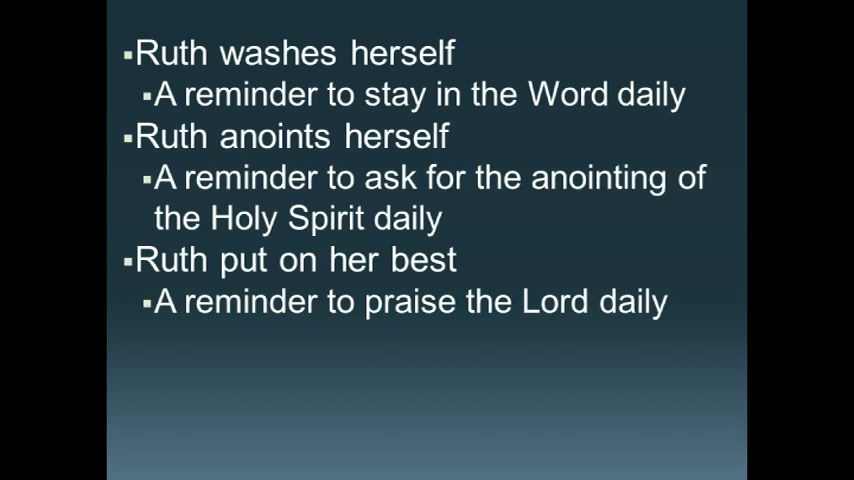 ▪Ruth washes herself
▪A reminder to stay in the Word daily
▪Ruth anoints herself
▪A reminder to ask for the anointing of
the Holy Spirit daily
▪Ruth put on her best
▪A reminder to praise the Lord daily